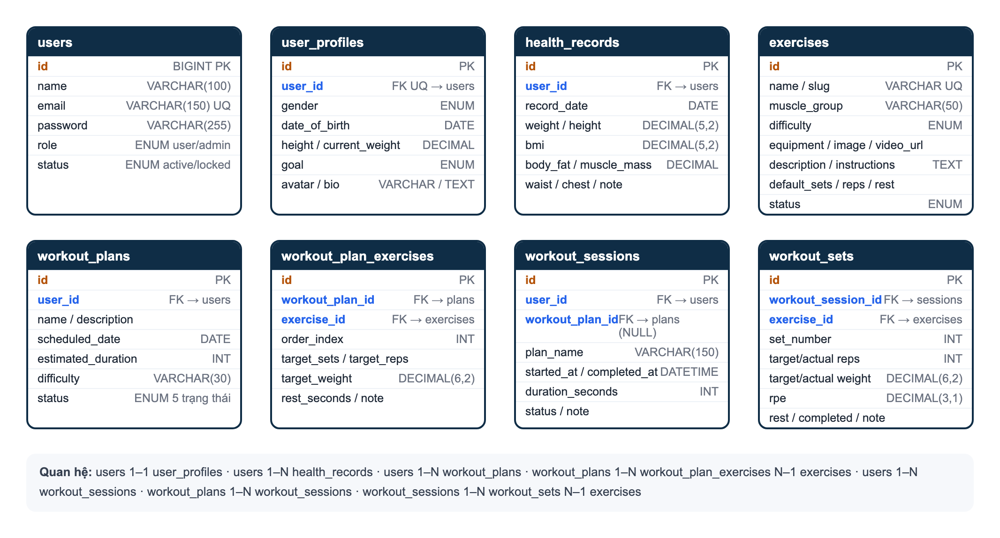 users
id BIGINT PK
name VARCHAR(100)
email VARCHAR(150) UQ
password VARCHAR(255)
role ENUM user/admin
status ENUM active/locked
user_profiles
id PK
user_id FK UQ → users
gender ENUM
date_of_birth DATE
height / current_weight DECIMAL
goal ENUM
avatar / bio VARCHAR / TEXT
health_records
id PK
user_id FK → users
record_date DATE
weight / height DECIMAL(5,2)
bmi DECIMAL(5,2)
body_fat / muscle_mass DECIMAL
waist / chest / note
exercises
id PK
name / slug VARCHAR UQ
muscle_group VARCHAR(50)
difficulty ENUM
equipment / image / video_url
description / instructions TEXT
default_sets / reps / rest
status ENUM
workout_plans
id PK
user_id FK → users
name / description
scheduled_date DATE
estimated_duration INT
difficulty VARCHAR(30)
status ENUM 5 trạng thái
workout_plan_exercises
id PK
workout_plan_id FK → plans
exercise_id FK → exercises
order_index INT
target_sets / target_reps
target_weight DECIMAL(6,2)
rest_seconds / note
workout_sessions
id PK
user_id FK → users
workout_plan_id FK → plans
(NULL)
plan_name VARCHAR(150)
started_at / completed_at DATETIME
duration_seconds INT
status / note
workout_sets
id PK
workout_session_id FK → sessions
exercise_id FK → exercises
set_number INT
target/actual reps INT
target/actual weight DECIMAL(6,2)
rpe DECIMAL(3,1)
rest / completed / note
Quan hệ: users 1–1 user_profiles · users 1–N health_records · users 1–N workout_plans · workout_plans 1–N workout_plan_exercises N–1 exercises · users 1–N
workout_sessions · workout_plans 1–N workout_sessions · workout_sessions 1–N workout_sets N–1 exercises